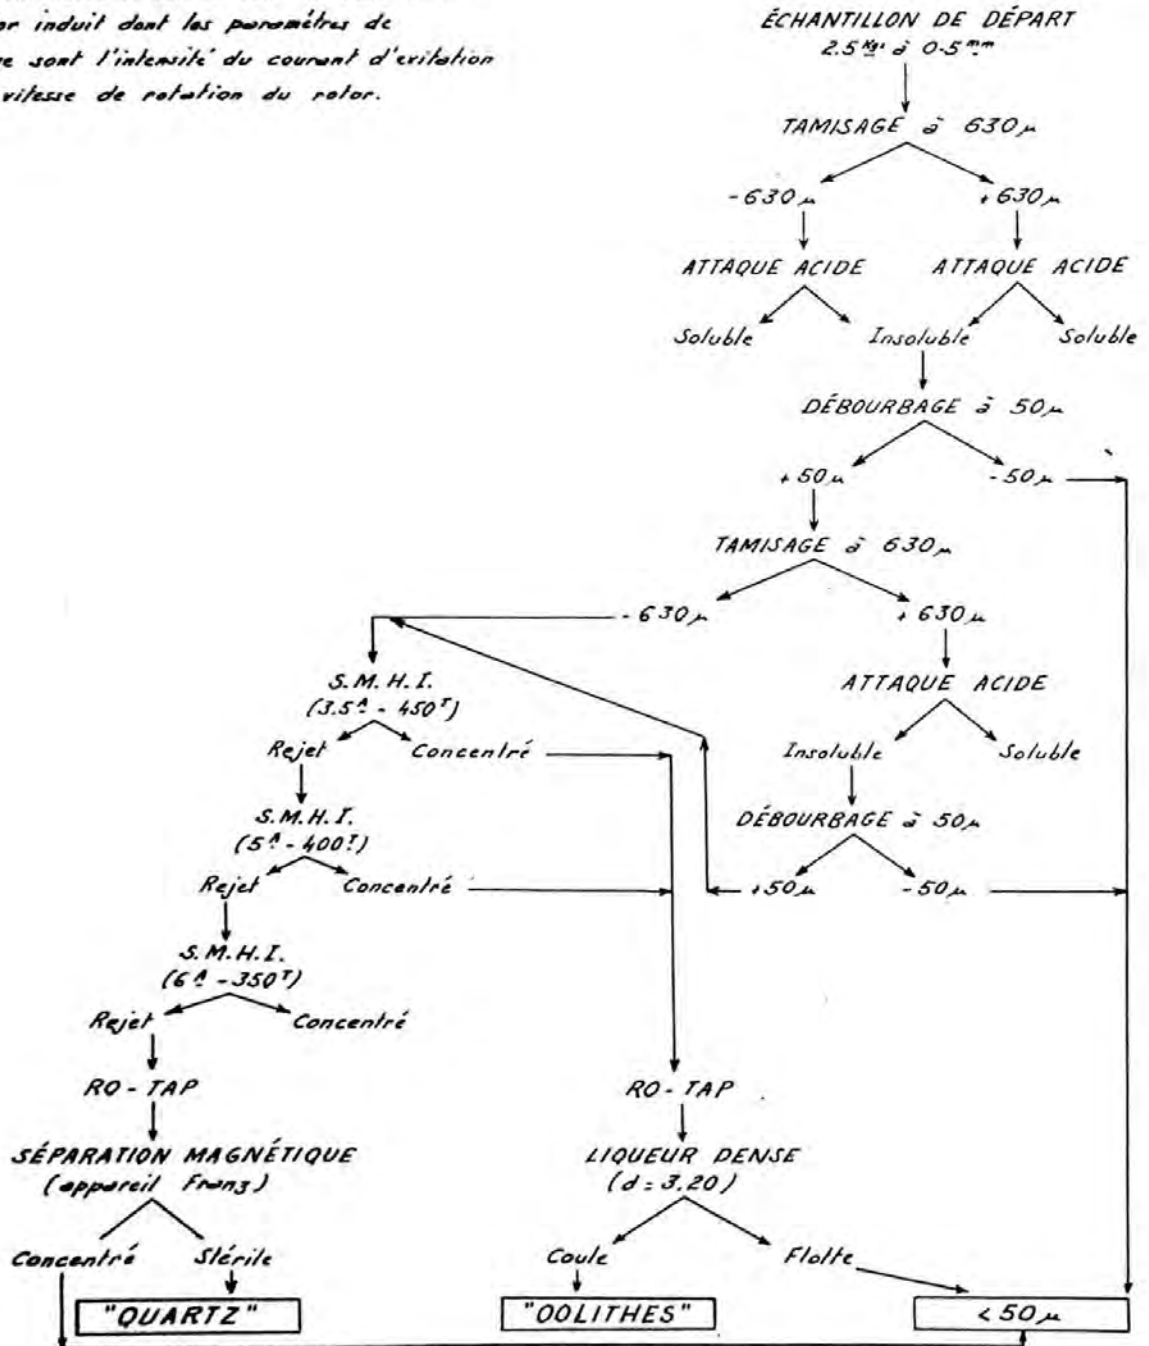 induit dont les paramètres de
sont l'intensité du courant d'exitation
vitesse de rotation du rotor.
ÉCHANTILLON DE DÉPART
2.5 Kgs à 0.5 mm
TAMISAGE à 630 µ
-630 µ
+630 µ
ATTAQUE ACIDE
ATTAQUE ACIDE
Soluble
Insoluble
Soluble
DÉBOURBAGE à 50 µ
+50 µ
-50 µ
TAMISAGE à 630 µ
-630 µ
+630 µ
S.M.H.I.
(3.5 A - 450 T)
ATTAQUE ACIDE
Rejet
Concentré
Insoluble
Soluble
S.M.H.I.
(5 A - 400 T)
DÉBOURBAGE à 50 µ
Rejet
Concentré
+50 µ
-50 µ
S.M.H.I.
(6 A - 350 T)
Rejet
Concentré
RO-TAP
RO-TAP
SÉPARATION MAGNÉTIQUE
(appareil Franz)
LIQUEUR DENSE
(d = 3.20)
Concentré
Stérile
Coule
Flotte
"QUARTZ"
"OOLITHES"
< 50 µ